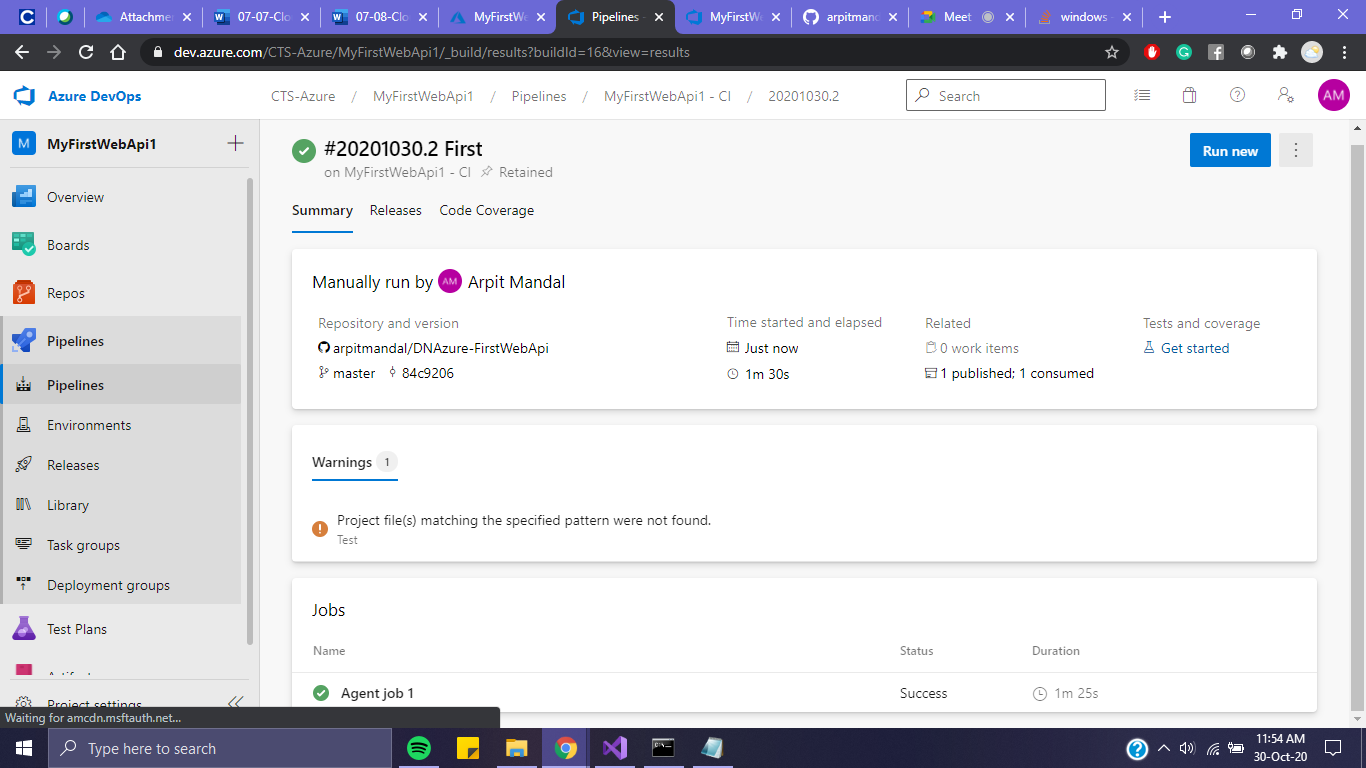 Attachmen
07-07-Clo
07-08-Clo
MyFirstWe
Pipelines -
MyFirstWe
arpitmand
Meet
windows -
dev.azure.com/CTS-Azure/MyFirstWebApi1/_build/results?buildId=16&view=results
Azure DevOps
CTS-Azure / MyFirstWebApi1 / Pipelines / MyFirstWebApi1 - CI / 20201030.2
Search
AM
M MyFirstWebApi1
Overview
Boards
Repos
Pipelines
Pipelines
Environments
Releases
Library
Task groups
Deployment groups
Test Plans
Project settings
#20201030.2 First
on MyFirstWebApi1 - CI Retained
Run new
Summary Releases Code Coverage
Manually run by AM Arpit Mandal
Repository and version
arpitmandal/DNAzure-FirstWebApi
master 84c9206
Time started and elapsed
Just now
1m 30s
Related
0 work items
1 published; 1 consumed
Tests and coverage
Get started
Warnings 1
Project file(s) matching the specified pattern were not found.
Test
Jobs
Name Status Duration
Agent job 1 Success 1m 25s
Waiting for amcdn.msftauth.net...
Type here to search
11:54 AM
30-Oct-20